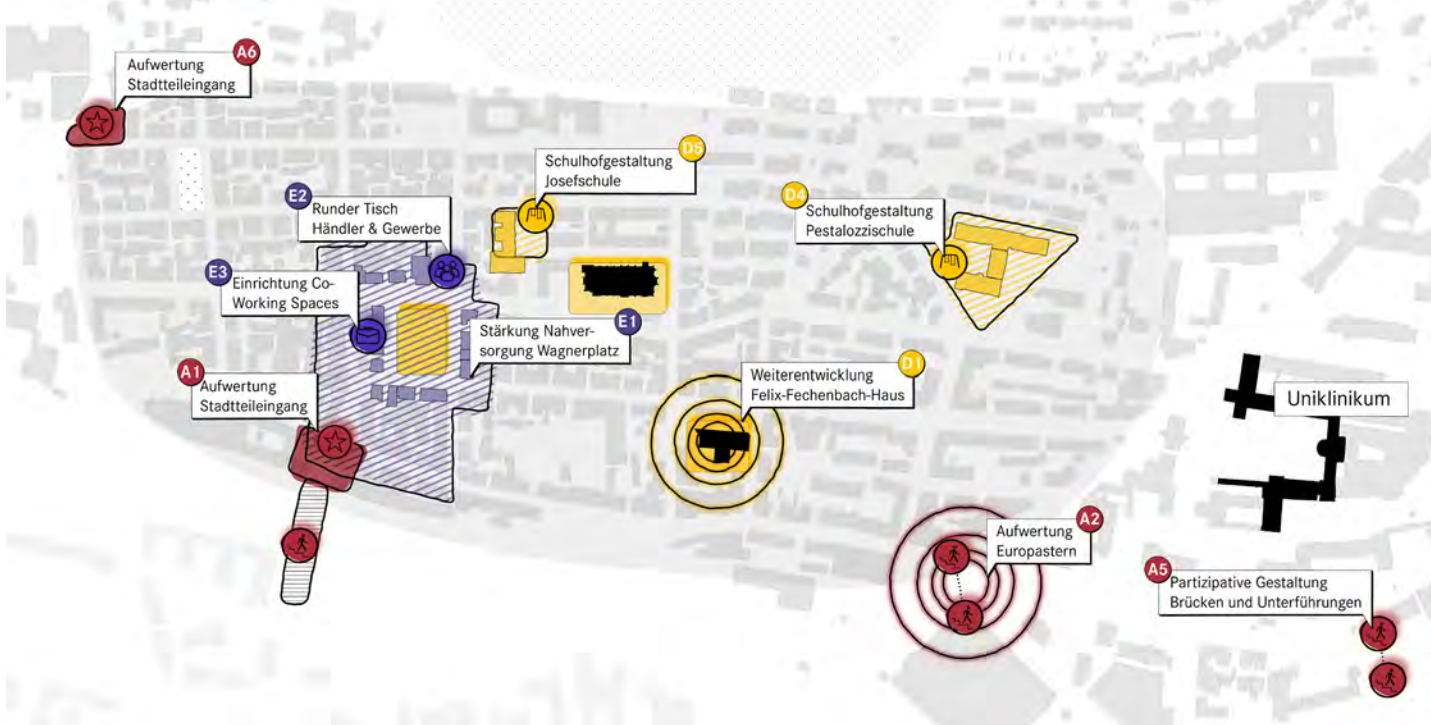 A6
Aufwertung
Stadtteileingang
D5
Schulhofgestaltung
Josefschule
E2
Runder Tisch
Händler & Gewerbe
D4
Schulhofgestaltung
Pestalozzischule
E3
Einrichtung Co-
Working Spaces
E1
Stärkung Nahver-
sorgung Wagnerplatz
A1
Aufwertung
Stadtteileingang
D1
Weiterentwicklung
Felix-Fechenbach-Haus
Uniklinikum
A2
Aufwertung
Europastern
A5
Partizipative Gestaltung
Brücken und Unterführungen